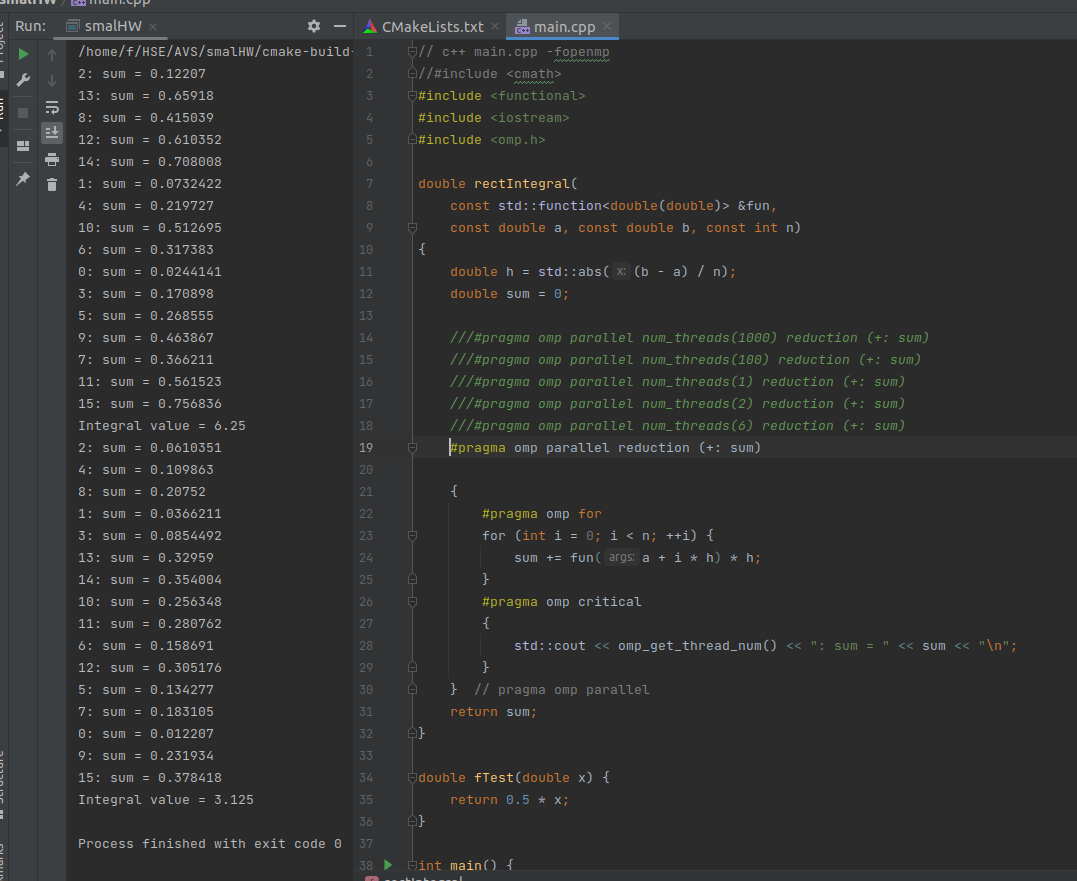 smalHW / main.cpp
Run: smalHW
CMakeLists.txt
main.cpp
/home/f/HSE/AVS/smalHW/cmake-build-
2: sum = 0.12207
13: sum = 0.65918
8: sum = 0.415039
12: sum = 0.610352
14: sum = 0.708008
1: sum = 0.0732422
4: sum = 0.219727
10: sum = 0.512695
6: sum = 0.317383
0: sum = 0.0244141
3: sum = 0.170898
5: sum = 0.268555
9: sum = 0.463867
7: sum = 0.366211
11: sum = 0.561523
15: sum = 0.756836
Integral value = 6.25
2: sum = 0.0610351
4: sum = 0.109863
8: sum = 0.20752
1: sum = 0.0366211
3: sum = 0.0854492
13: sum = 0.32959
14: sum = 0.354004
10: sum = 0.256348
11: sum = 0.280762
6: sum = 0.158691
12: sum = 0.305176
5: sum = 0.134277
7: sum = 0.183105
0: sum = 0.012207
9: sum = 0.231934
15: sum = 0.378418
Integral value = 3.125
Process finished with exit code 0
1 // c++ main.cpp -fopenmp
2 //#include <cmath>
3 #include <functional>
4 #include <iostream>
5 #include <omp.h>
6
7 double rectIntegral(
8 const std::function<double(double)> &fun,
9 const double a, const double b, const int n)
10 {
11 double h = std::abs( x: (b - a) / n);
12 double sum = 0;
13
14 ///#pragma omp parallel num_threads(1000) reduction (+: sum)
15 ///#pragma omp parallel num_threads(100) reduction (+: sum)
16 ///#pragma omp parallel num_threads(1) reduction (+: sum)
17 ///#pragma omp parallel num_threads(2) reduction (+: sum)
18 ///#pragma omp parallel num_threads(6) reduction (+: sum)
19 #pragma omp parallel reduction (+: sum)
20
21 {
22 #pragma omp for
23 for (int i = 0; i < n; ++i) {
24 sum += fun( args: a + i * h) * h;
25 }
26 #pragma omp critical
27 {
28 std::cout << omp_get_thread_num() << ": sum = " << sum << "\n";
29 }
30 } // pragma omp parallel
31 return sum;
32 }
33
34 double fTest(double x) {
35 return 0.5 * x;
36 }
37
38 int main() {